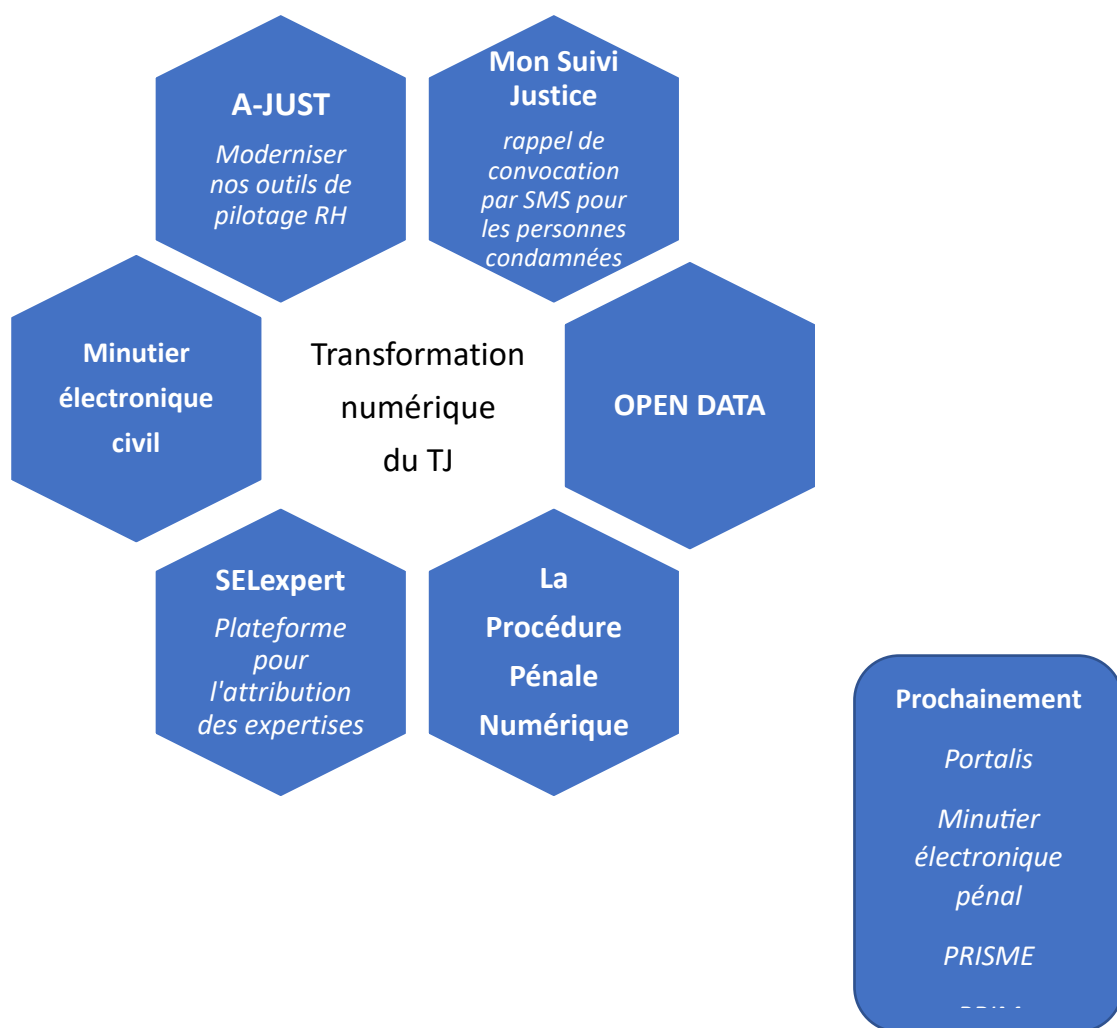 A-JUST
Moderniser
nos outils de
pilotage RH
Mon Suivi
Justice
rappel de
convocation
par SMS pour
les personnes
condamnées
Minutier
électronique
civil
Transformation
numérique
du TJ
OPEN DATA
SELexpert
Plateforme
pour
l'attribution
des expertises
La
Procédure
Pénale
Numérique
Prochainement
Portalis
Minutier
électronique
pénal
PRISME